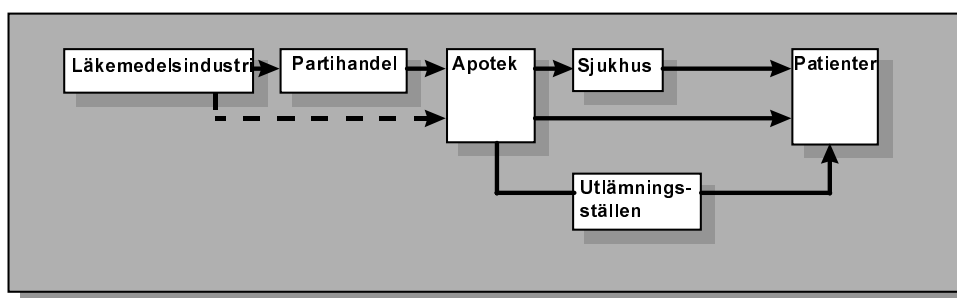 Läkemedelsindustri
Partihandel
Apotek
Sjukhus
Patienter
Utlämnings-
ställen